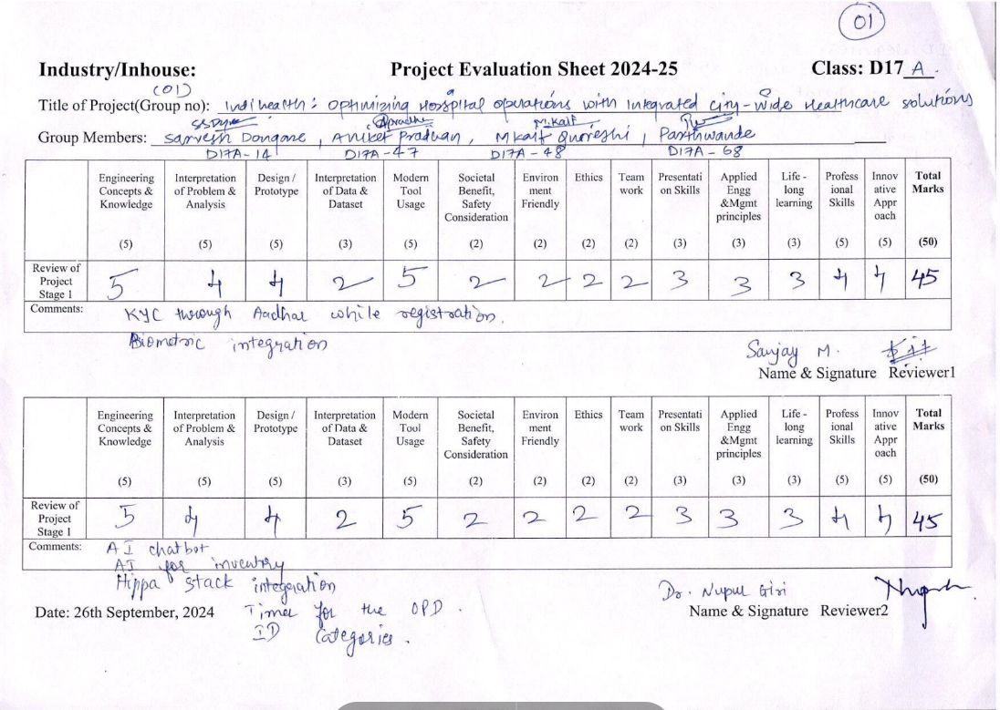 01
Industry/Inhouse: Project Evaluation Sheet 2024-25 Class: D17 A.
(01)
Title of Project(Group no): Indihealth: Optimizing Hospital operations with integrated city-wide Healthcare solutions
M.Kaif
Group Members: Sarvesh Dongare, Aniket Pradhan, MKaif Qureshi, Parth Wande
D17A-14 D17A-47 D17A-48 D17A-68
Engineering Concepts & Knowledge (5) Interpretation of Problem & Analysis (5) Design / Prototype (5) Interpretation of Data & Dataset (3) Modern Tool Usage (5) Societal Benefit, Safety Consideration (2) Environ ment Friendly (2) Ethics (2) Team work (2) Presentati on Skills (3) Applied Engg &Mgmt principles (3) Life - long learning (3) Profess ional Skills (5) Innov ative Appr oach (5) Total Marks (50)
Review of Project Stage 1 5 4 4 2 5 2 2 2 2 3 3 3 4 4 45
Comments: KYC through Aadhar while registration.
Biometric integration
Sanjay M.
Name & Signature Reviewer1
Engineering Concepts & Knowledge (5) Interpretation of Problem & Analysis (5) Design / Prototype (5) Interpretation of Data & Dataset (3) Modern Tool Usage (5) Societal Benefit, Safety Consideration (2) Environ ment Friendly (2) Ethics (2) Team work (2) Presentati on Skills (3) Applied Engg &Mgmt principles (3) Life - long learning (3) Profess ional Skills (5) Innov ative Appr oach (5) Total Marks (50)
Review of Project Stage 1 5 4 4 2 5 2 2 2 2 3 3 3 4 4 45
Comments: AI chatbot
AI for inventry
Hippa stack integration
Dr. Nupul Giri
Date: 26th September, 2024 Timer for the OPD. Name & Signature Reviewer2
ID Categories.